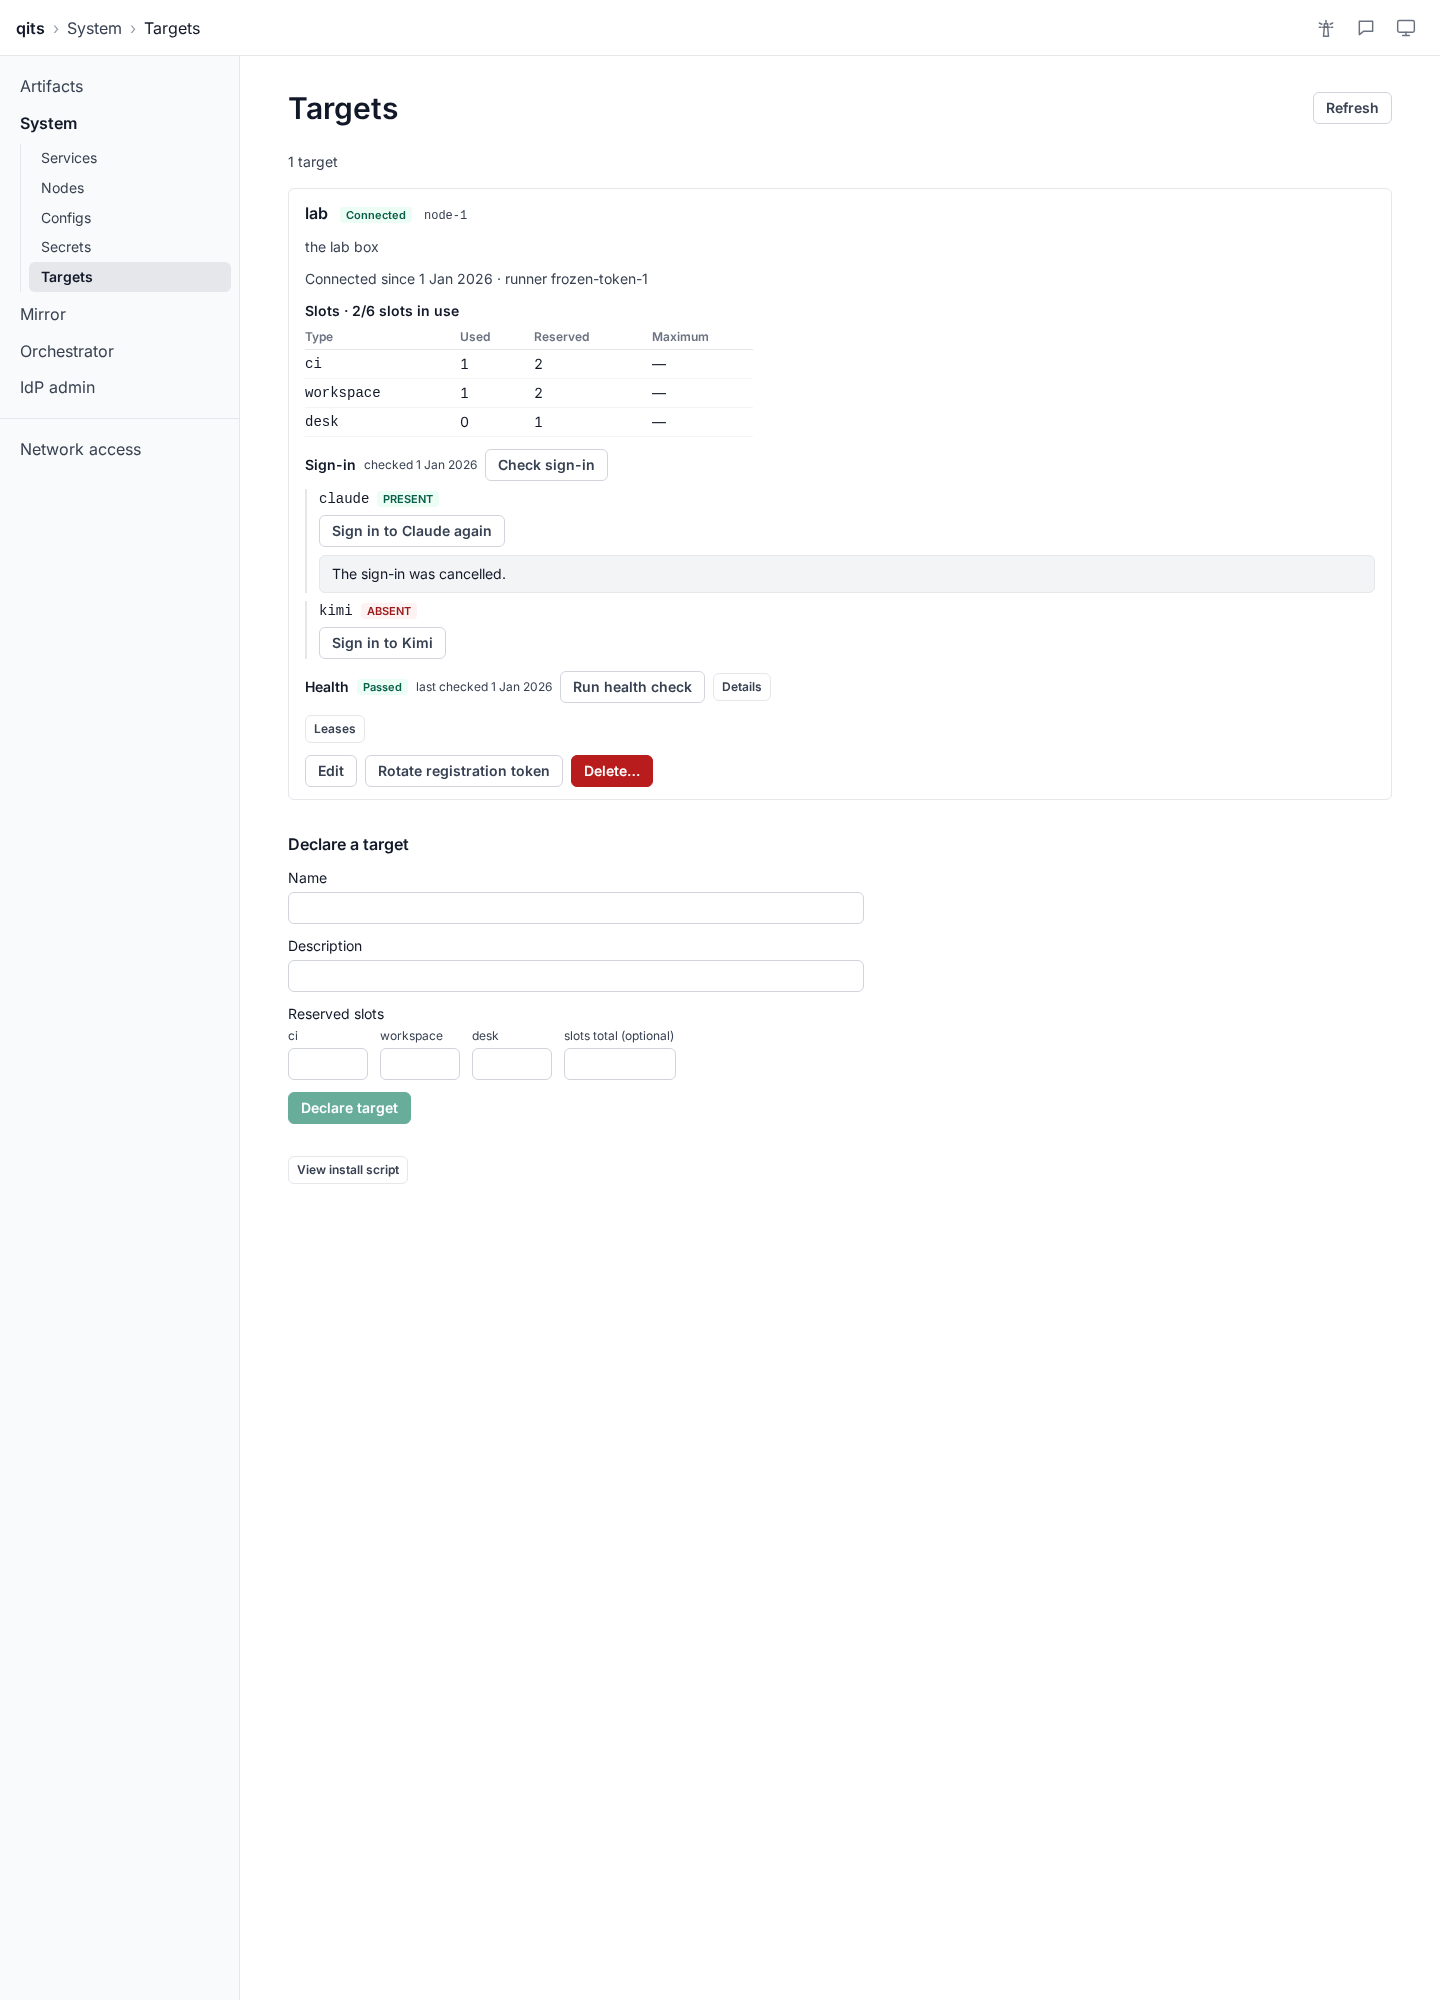 qits › System › Targets
Artifacts
System
Services
Nodes
Configs
Secrets
Targets
Mirror
Orchestrator
IdP admin
Network access
Targets
Refresh
1 target
lab Connected node-1
the lab box
Connected since 1 Jan 2026 · runner frozen-token-1
Slots · 2/6 slots in use
Type Used Reserved Maximum
ci 1 2 —
workspace 1 2 —
desk 0 1 —
Sign-in checked 1 Jan 2026 Check sign-in
claude PRESENT
Sign in to Claude again
The sign-in was cancelled.
kimi ABSENT
Sign in to Kimi
Health Passed last checked 1 Jan 2026 Run health check Details
Leases
Edit Rotate registration token Delete...
Declare a target
Name
Description
Reserved slots
ci workspace desk slots total (optional)
Declare target
View install script